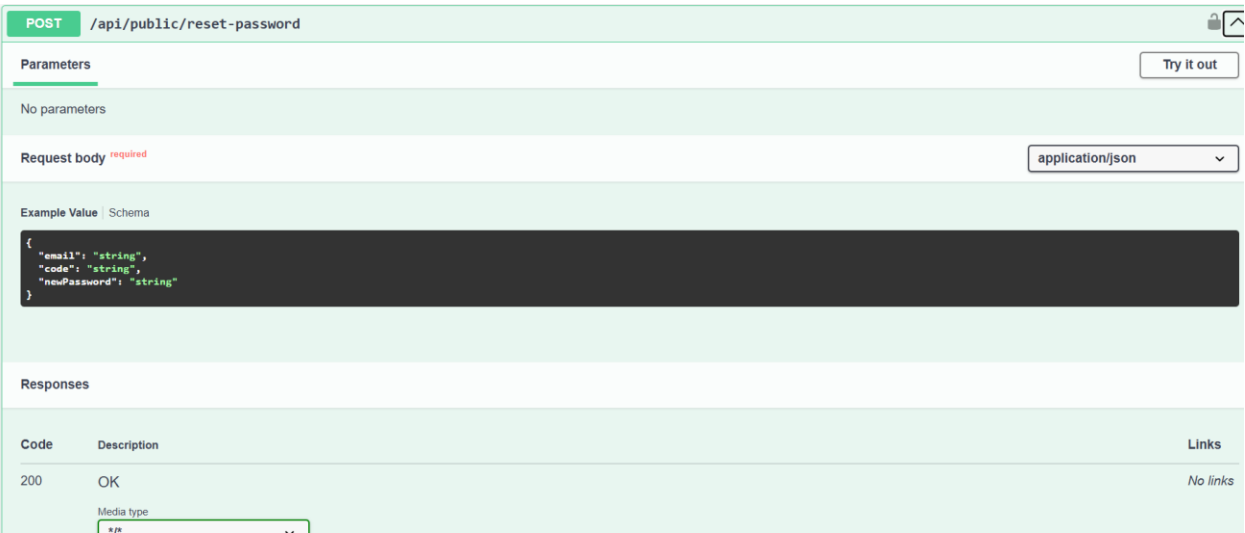 POST /api/public/reset-password
Parameters
Try it out
No parameters
Request body required
application/json
Example Value Schema
{
"email": "string",
"code": "string",
"newPassword": "string"
}
Responses
Code Description Links
200 OK No links
Media type
*/*